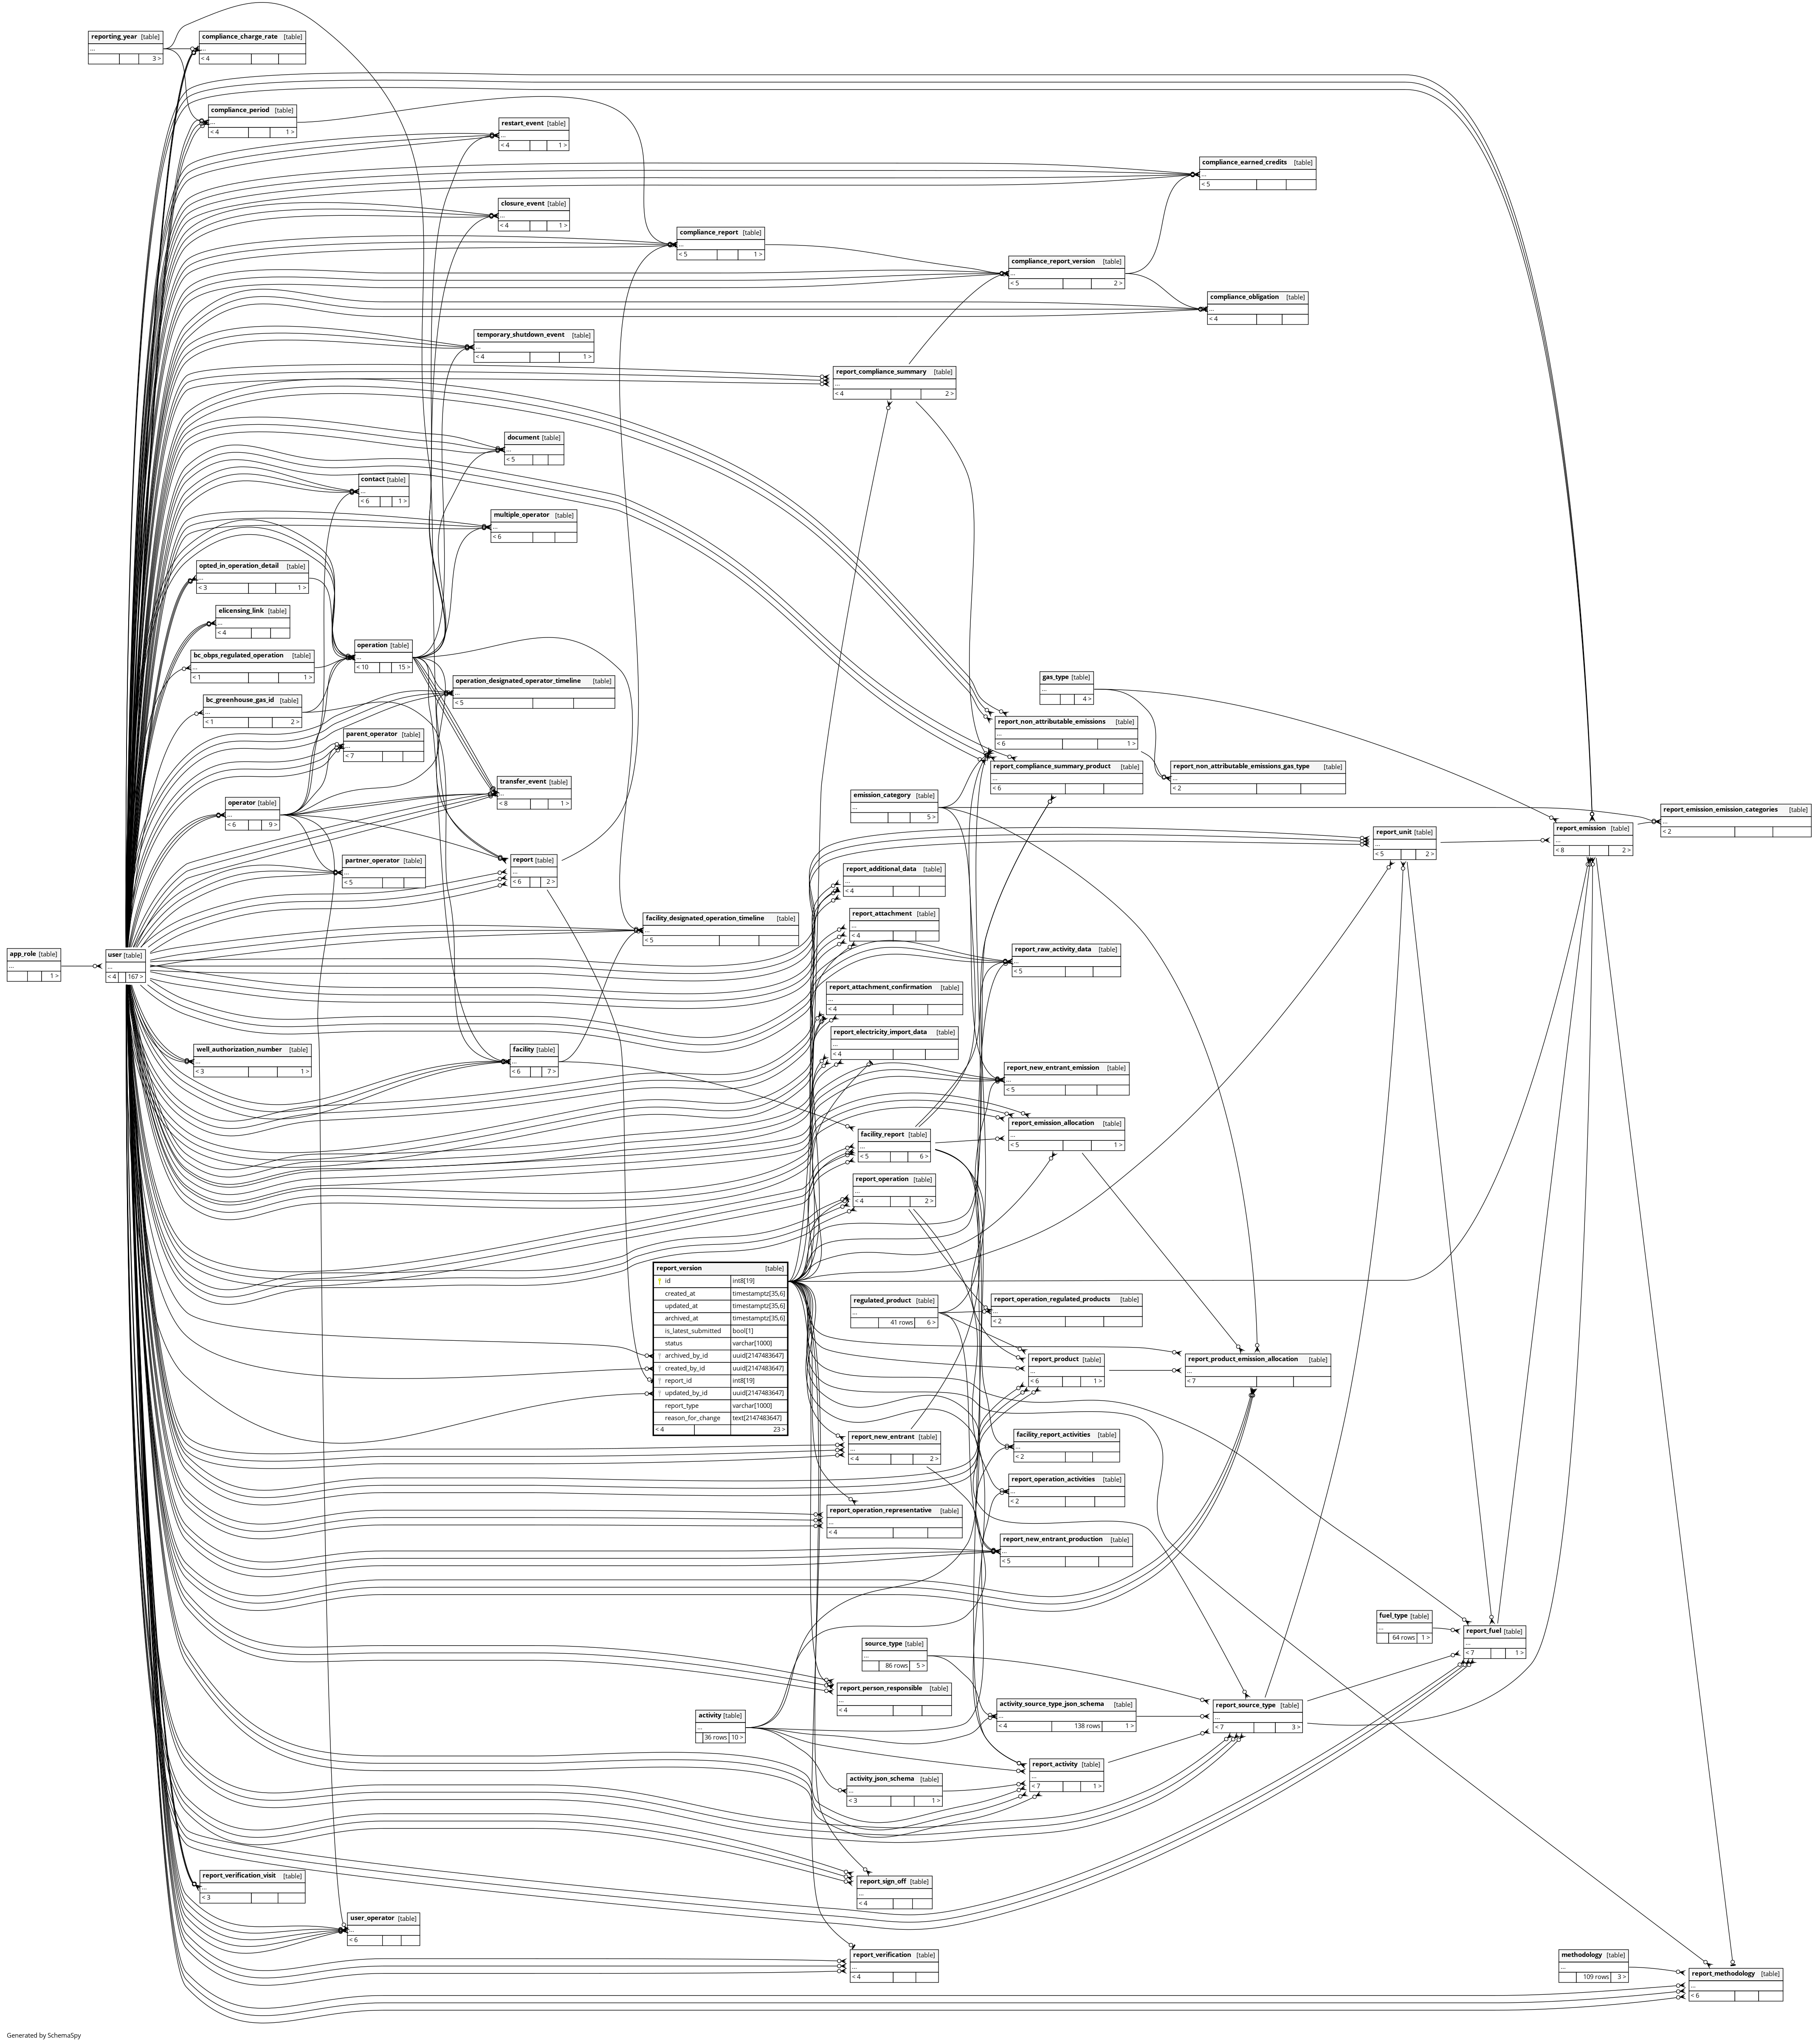 reporting_year [table]
...
3 >
compliance_charge_rate [table]
...
< 4
compliance_period [table]
...
< 4 1 >
restart_event [table]
...
< 4 1 >
compliance_earned_credits [table]
...
< 5
closure_event [table]
...
< 4 1 >
compliance_report [table]
...
< 5 1 >
compliance_report_version [table]
...
< 5 2 >
compliance_obligation [table]
...
< 4
temporary_shutdown_event [table]
...
< 4 1 >
report_compliance_summary [table]
...
< 4 2 >
document [table]
...
< 5
contact [table]
...
< 6 1 >
multiple_operator [table]
...
< 6
opted_in_operation_detail [table]
...
< 3 1 >
elicensing_link [table]
...
< 4
operation [table]
...
< 10 15 >
bc_obps_regulated_operation [table]
...
< 1 1 >
operation_designated_operator_timeline [table]
...
< 5
gas_type [table]
...
4 >
bc_greenhouse_gas_id [table]
...
< 1 2 >
report_non_attributable_emissions [table]
...
< 6 1 >
parent_operator [table]
...
< 7
report_compliance_summary_product [table]
...
< 6
report_non_attributable_emissions_gas_type [table]
...
< 2
transfer_event [table]
...
< 8 1 >
emission_category [table]
...
5 >
operator [table]
...
< 6 9 >
report_emission_emission_categories [table]
...
< 2
report_emission [table]
...
< 8 2 >
report_unit [table]
...
< 5 2 >
partner_operator [table]
...
< 5
report [table]
...
< 6 2 >
report_additional_data [table]
...
< 4
report_attachment [table]
...
< 4
facility_designated_operation_timeline [table]
...
< 5
report_raw_activity_data [table]
...
< 5
app_role [table]
...
1 >
user [table]
...
< 4 167 >
report_attachment_confirmation [table]
...
< 4
report_electricity_import_data [table]
...
< 4
well_authorization_number [table]
...
< 3 1 >
facility [table]
...
< 6 7 >
report_new_entrant_emission [table]
...
< 5
report_emission_allocation [table]
...
< 5 1 >
facility_report [table]
...
< 5 6 >
report_operation [table]
...
< 4 2 >
report_version [table]
id int8[19]
created_at timestamptz[35,6]
updated_at timestamptz[35,6]
archived_at timestamptz[35,6]
is_latest_submitted bool[1]
status varchar[1000]
archived_by_id uuid[2147483647]
created_by_id uuid[2147483647]
report_id int8[19]
updated_by_id uuid[2147483647]
report_type varchar[1000]
reason_for_change text[2147483647]
< 4 23 >
regulated_product [table]
...
41 rows 6 >
report_operation_regulated_products [table]
...
< 2
report_product [table]
...
< 6 1 >
report_product_emission_allocation [table]
...
< 7
report_new_entrant [table]
...
< 4 2 >
facility_report_activities [table]
...
< 2
report_operation_activities [table]
...
< 2
report_operation_representative [table]
...
< 4
report_new_entrant_production [table]
...
< 5
fuel_type [table]
...
64 rows 1 >
report_fuel [table]
...
< 7 1 >
source_type [table]
...
86 rows 5 >
report_person_responsible [table]
...
< 4
activity_source_type_json_schema [table]
...
< 4 138 rows 1 >
report_source_type [table]
...
< 7 3 >
activity [table]
...
36 rows 10 >
report_activity [table]
...
< 7 1 >
activity_json_schema [table]
...
< 3 1 >
report_verification_visit [table]
...
< 3
report_sign_off [table]
...
< 4
user_operator [table]
...
< 6
report_verification [table]
...
< 4
methodology [table]
...
109 rows 3 >
report_methodology [table]
...
< 6
Generated by SchemaSpy